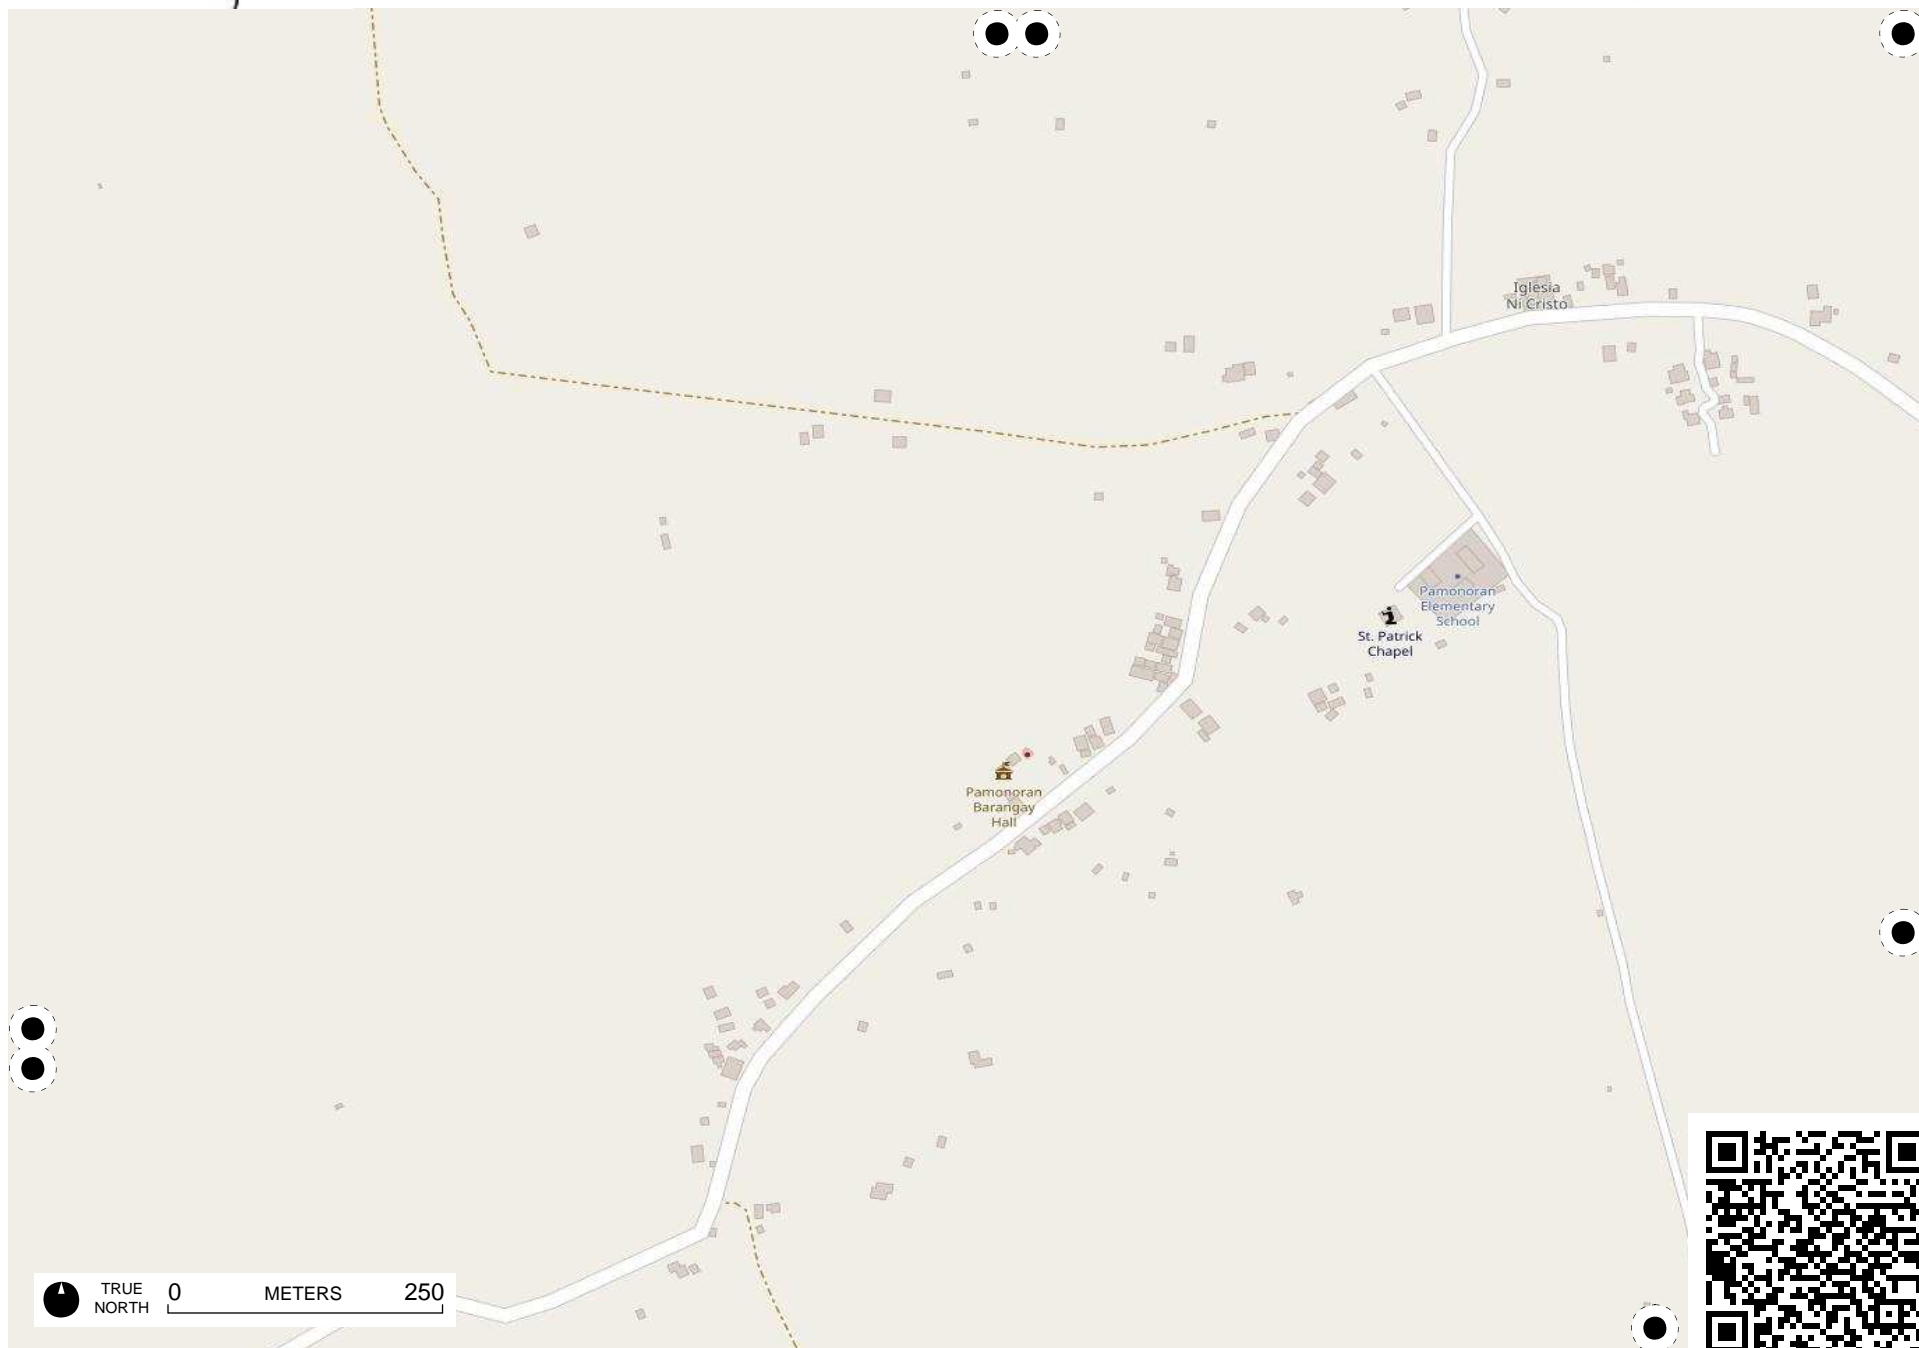 Iglesia
Ni Cristo
Pamonoran
Elementary
School
St. Patrick
Chapel
Pamonoran
Barangay
Hall
TRUE
NORTH
0 METERS 250